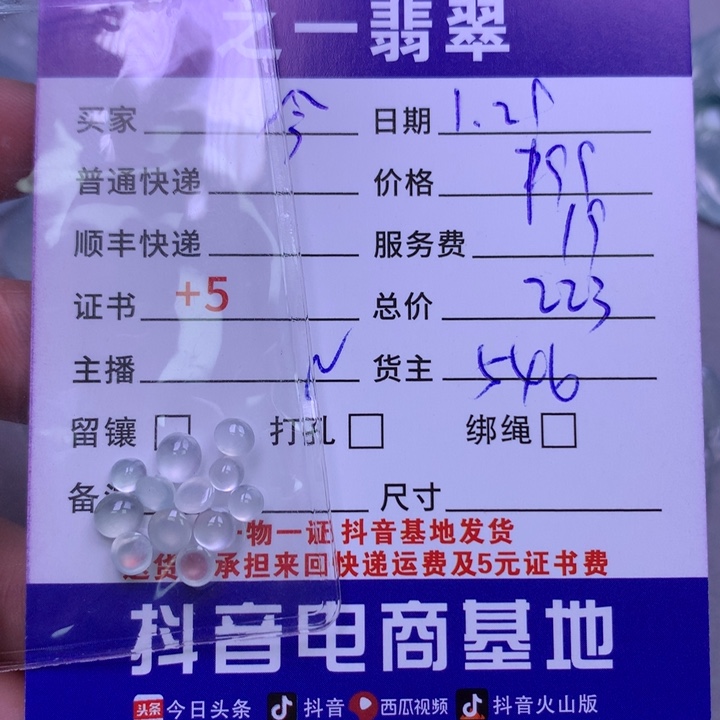 之一翡翠
买家 今 日期 1.29
普通快递 价格 199
顺丰快递 服务费 19
证书 +5 总价 223
主播 货主 546
留镶 打孔 绑绳
备 尺寸
物一证 抖音基地发货
退货 承担来回快递运费及5元证书费
抖音电商基地
头条 今日头条 抖音 西瓜视频 抖音火山版